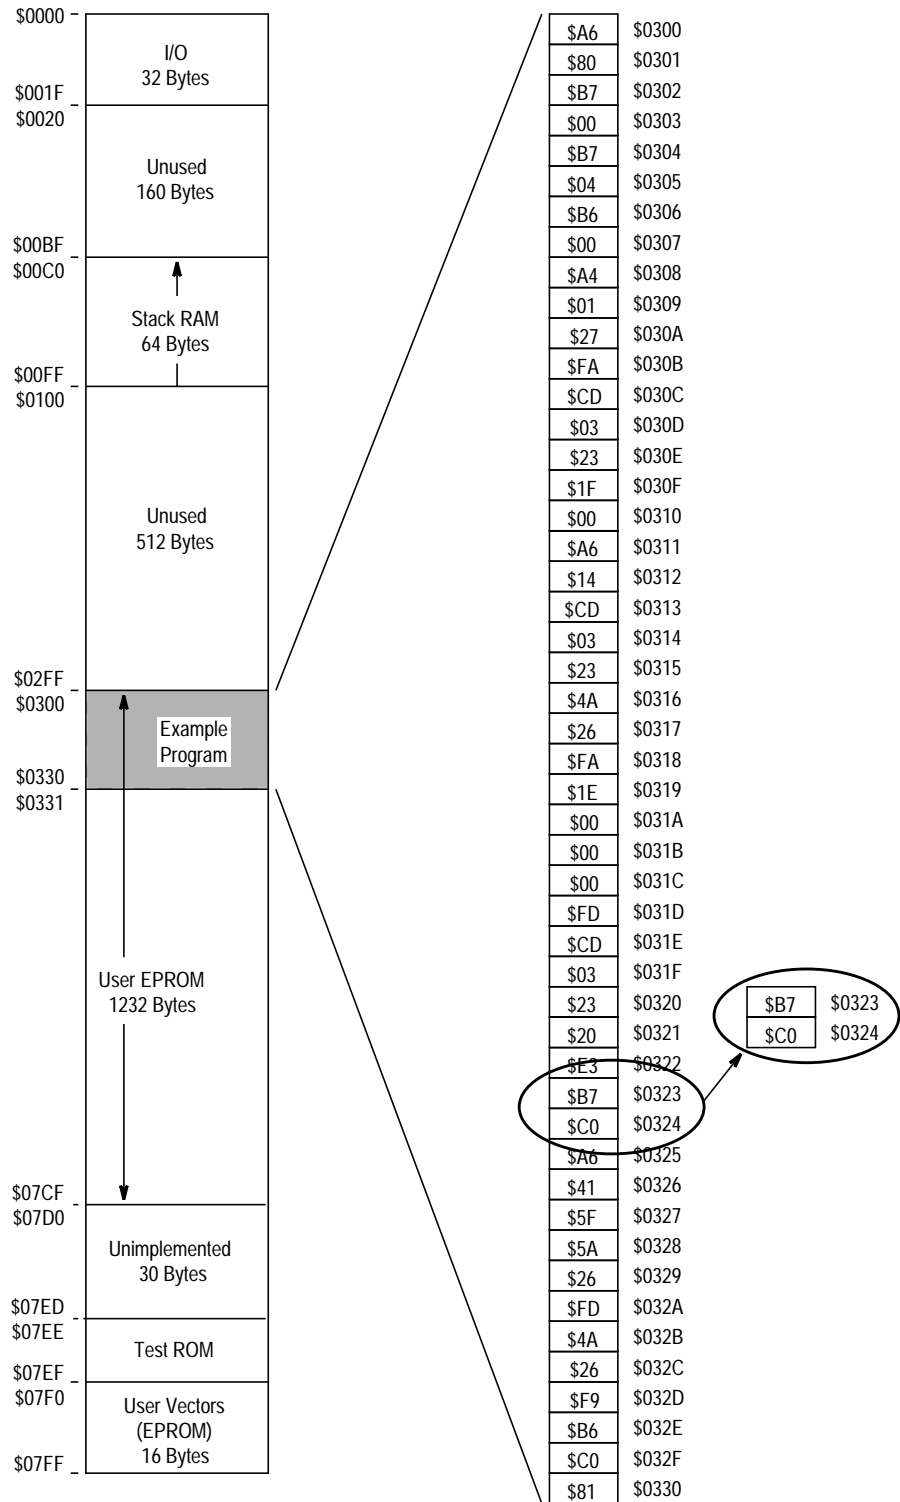 $0000
I/O
32 Bytes
$001F
$0020
Unused
160 Bytes
$00BF
$00C0
Stack RAM
64 Bytes
$00FF
$0100
Unused
512 Bytes
$02FF
$0300
Example
Program
$0330
$0331
User EPROM
1232 Bytes
$07CF
$07D0
Unimplemented
30 Bytes
$07ED
$07EE
Test ROM
$07EF
$07F0
User Vectors
(EPROM)
16 Bytes
$07FF
$A6 $0300
$80 $0301
$B7 $0302
$00 $0303
$B7 $0304
$04 $0305
$B6 $0306
$00 $0307
$A4 $0308
$01 $0309
$27 $030A
$FA $030B
$CD $030C
$03 $030D
$23 $030E
$1F $030F
$00 $0310
$A6 $0311
$14 $0312
$CD $0313
$03 $0314
$23 $0315
$4A $0316
$26 $0317
$FA $0318
$1E $0319
$00 $031A
$00 $031B
$00 $031C
$FD $031D
$CD $031E
$03 $031F
$23 $0320
$20 $0321
$E3 $0322
$B7 $0323
$C0 $0324
$A6 $0325
$41 $0326
$5F $0327
$5A $0328
$26 $0329
$FD $032A
$4A $032B
$26 $032C
$F9 $032D
$B6 $032E
$C0 $032F
$81 $0330
$B7 $0323
$C0 $0324